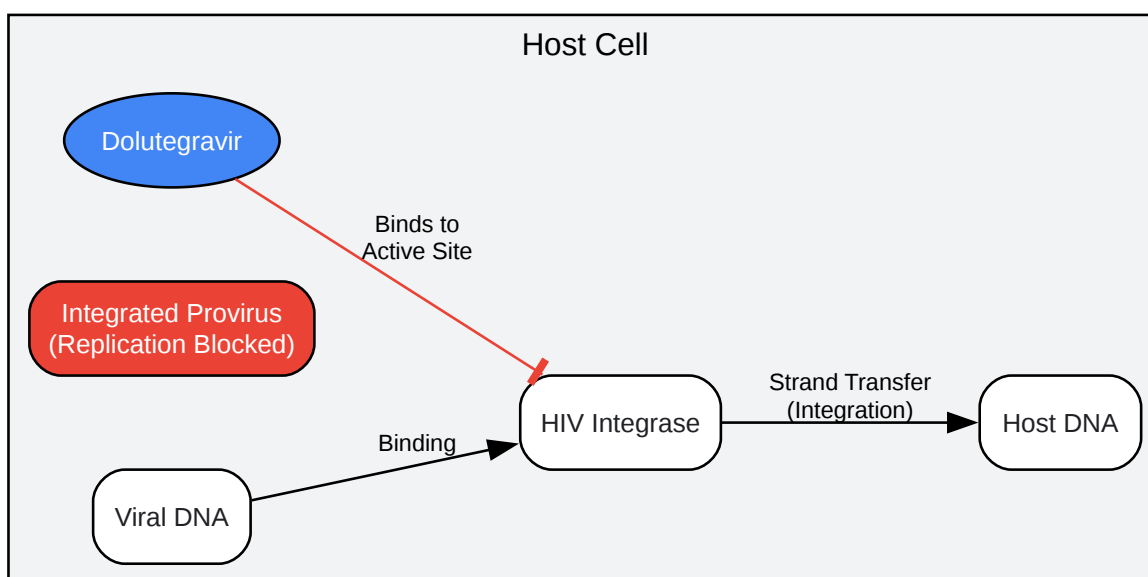 Host Cell
Dolutegravir
Binds to
Active Site
Integrated Provirus
(Replication Blocked)
Strand Transfer
(Integration)
HIV Integrase
Host DNA
Binding
Viral DNA